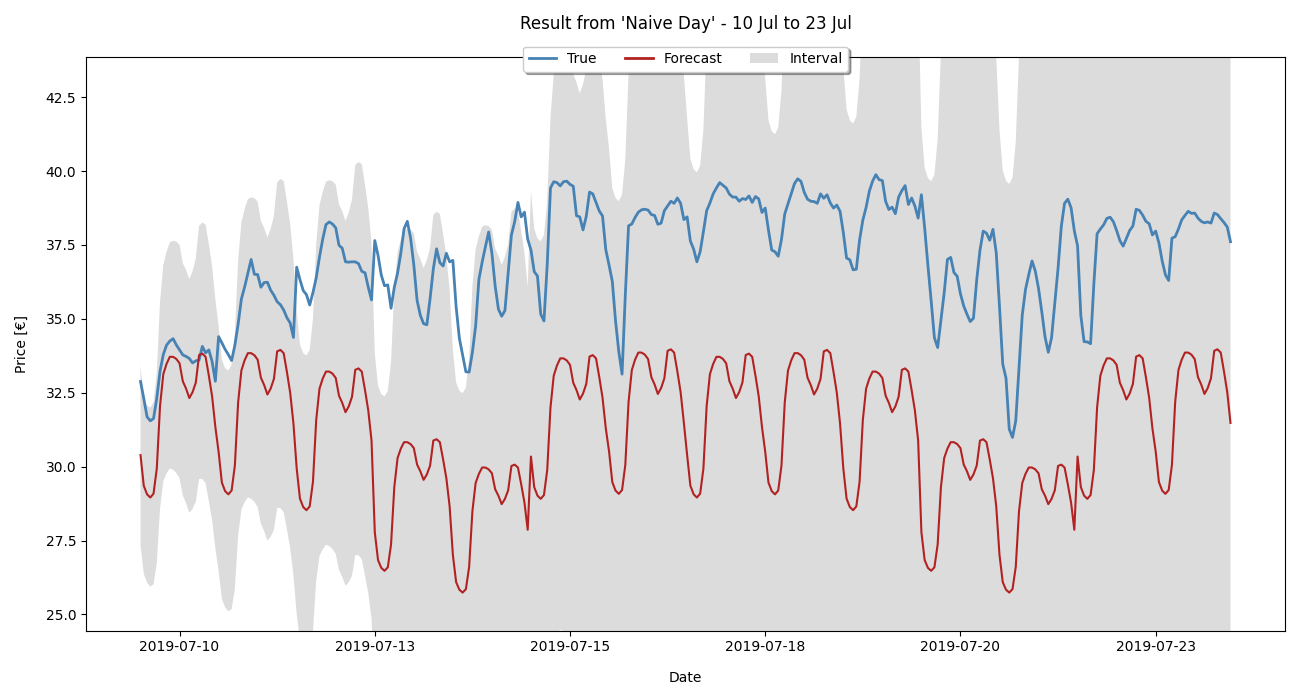 Result from 'Naive Day' - 10 Jul to 23 Jul
True Forecast Interval
42.5
40.0
37.5
35.0
32.5
30.0
27.5
25.0
Price [€]
2019-07-10 2019-07-13 2019-07-15 2019-07-18 2019-07-20 2019-07-23
Date